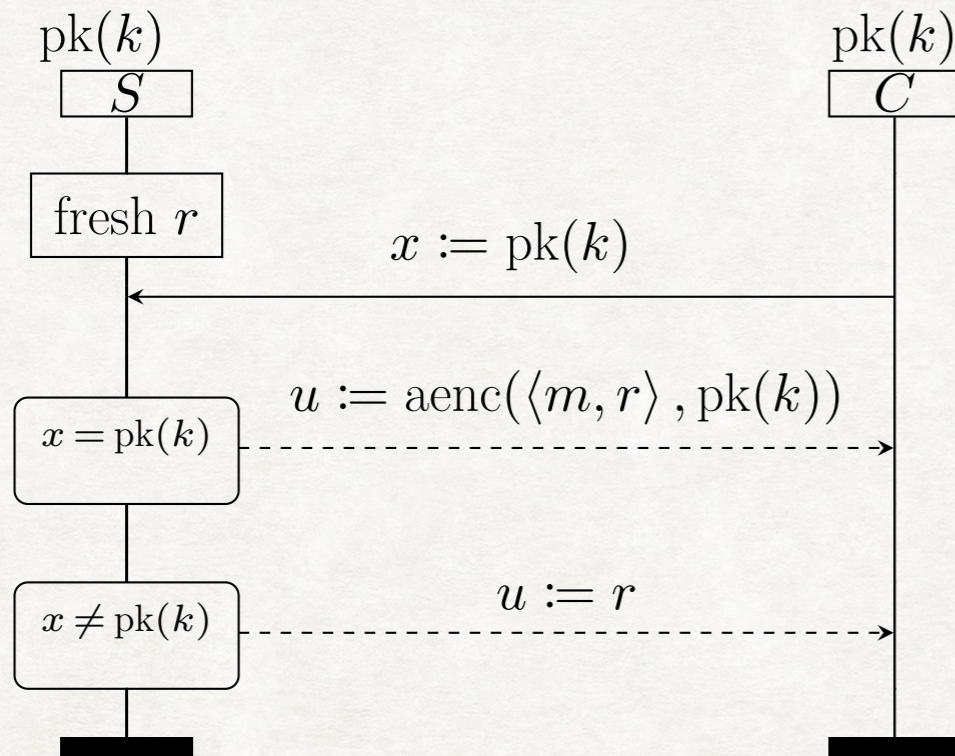 pk(k) pk(k)
S C
fresh r
x := pk(k)
u := aenc(⟨m, r⟩ , pk(k))
x = pk(k)
u := r
x ≠ pk(k)